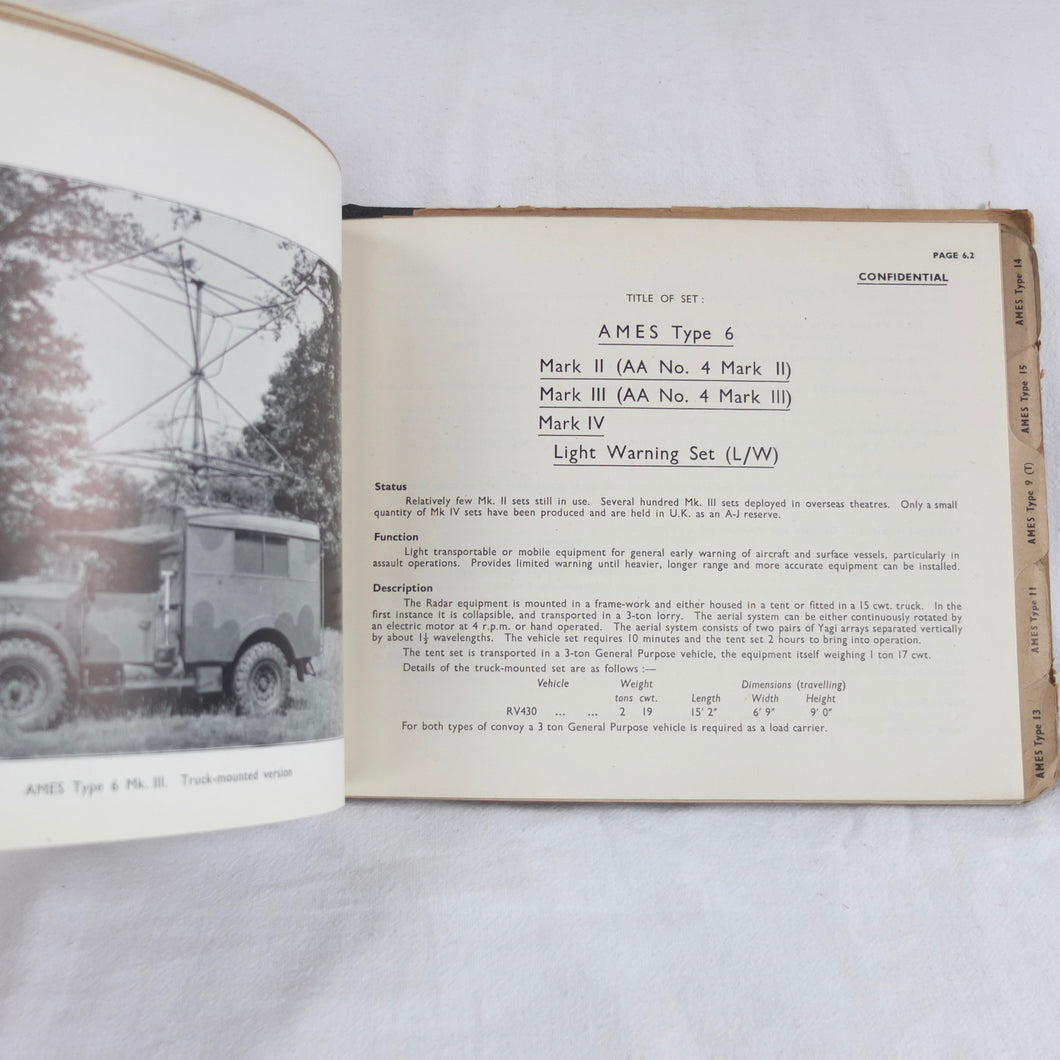 AMES Type 6 Mk. III. Truck-mounted version
PAGE 6.2
CONFIDENTIAL
TITLE OF SET :
AMES Type 6
Mark II (AA No. 4 Mark II)
Mark III (AA No. 4 Mark III)
Mark IV
Light Warning Set (L/W)
Status
Relatively few Mk. II sets still in use. Several hundred Mk. III sets deployed in overseas theatres. Only a small
quantity of Mk IV sets have been produced and are held in U.K. as an A-J reserve.
Function
Light transportable or mobile equipment for general early warning of aircraft and surface vessels, particularly in
assault operations. Provides limited warning until heavier, longer range and more accurate equipment can be installed.
Description
The Radar equipment is mounted in a frame-work and either housed in a tent or fitted in a 15 cwt. truck. In the
first instance it is collapsible, and transported in a 3-ton lorry. The aerial system can be either continuously rotated by
an electric motor at 4 r.p.m. or hand operated. The aerial system consists of two pairs of Yagi arrays separated vertically
by about 1½ wavelengths. The vehicle set requires 10 minutes and the tent set 2 hours to bring into operation.
The tent set is transported in a 3-ton General Purpose vehicle, the equipment itself weighing 1 ton 17 cwt.
Details of the truck-mounted set are as follows :—
Vehicle Weight Dimensions (travelling)
tons cwt. Length Width Height
RV430 ... ... 2 19 15′ 2″ 6′ 9″ 9′ 0″
For both types of convoy a 3 ton General Purpose vehicle is required as a load carrier.
AMES Type 14
AMES Type 15
AMES Type 9 (T)
AMES Type 11
AMES Type 13